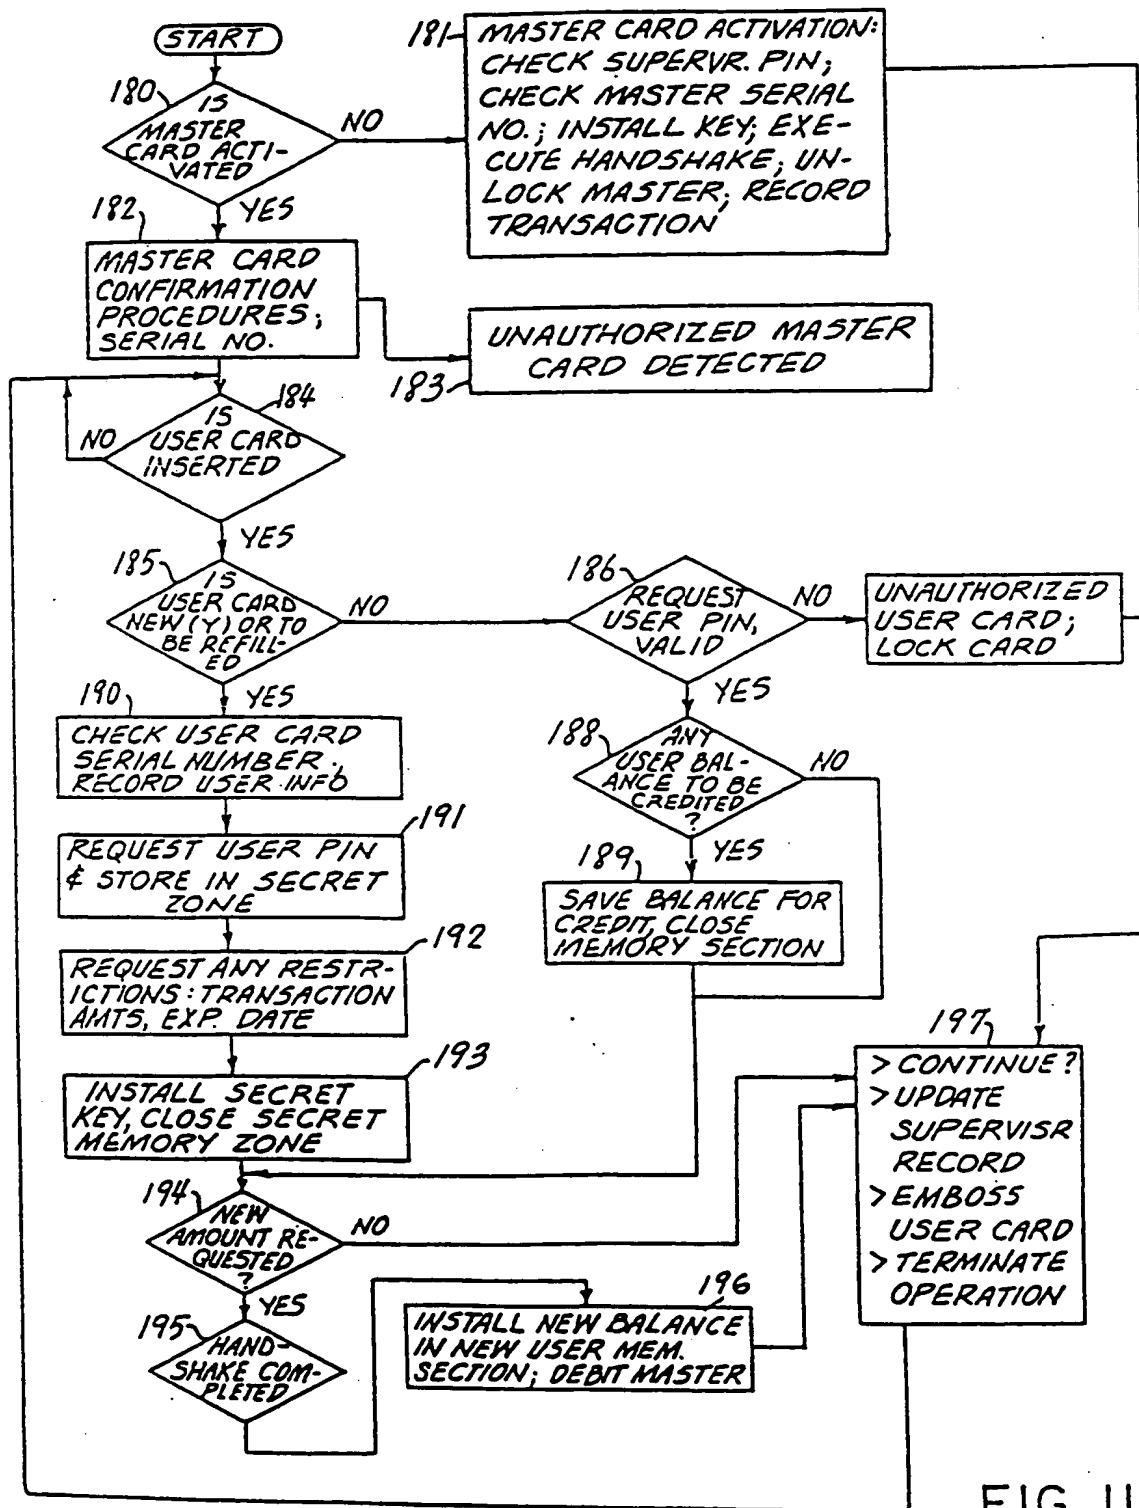 START
180
IS
MASTER
CARD ACTI-
VATED
NO
YES
181
MASTER CARD ACTIVATION:
CHECK SUPERVR. PIN;
CHECK MASTER SERIAL
NO.; INSTALL KEY; EXE-
CUTE HANDSHAKE; UN-
LOCK MASTER; RECORD
TRANSACTION
182
MASTER CARD
CONFIRMATION
PROCEDURES;
SERIAL NO.
UNAUTHORIZED MASTER
CARD DETECTED
183
184
IS
USER CARD
INSERTED
NO
YES
185
IS
USER CARD
NEW (Y) OR TO
BE REFILL-
ED
NO
YES
186
REQUEST
USER PIN,
VALID
NO
YES
UNAUTHORIZED
USER CARD;
LOCK CARD
188
ANY
USER BAL-
ANCE TO BE
CREDITED
?
NO
YES
189
SAVE BALANCE FOR
CREDIT, CLOSE
MEMORY SECTION
190
CHECK USER CARD
SERIAL NUMBER,
RECORD USER INFO
191
REQUEST USER PIN
& STORE IN SECRET
ZONE
192
REQUEST ANY RESTR-
ICTIONS: TRANSACTION
AMTS, EXP. DATE
193
INSTALL SECRET
KEY, CLOSE SECRET
MEMORY ZONE
194
NEW
AMOUNT RE-
QUESTED
?
NO
YES
195
HAND-
SHAKE COM-
PLETED
196
INSTALL NEW BALANCE
IN NEW USER MEM.
SECTION; DEBIT MASTER
197
> CONTINUE?
> UPDATE
SUPERVISR
RECORD
> EMBOSS
USER CARD
> TERMINATE
OPERATION
FIG. 11